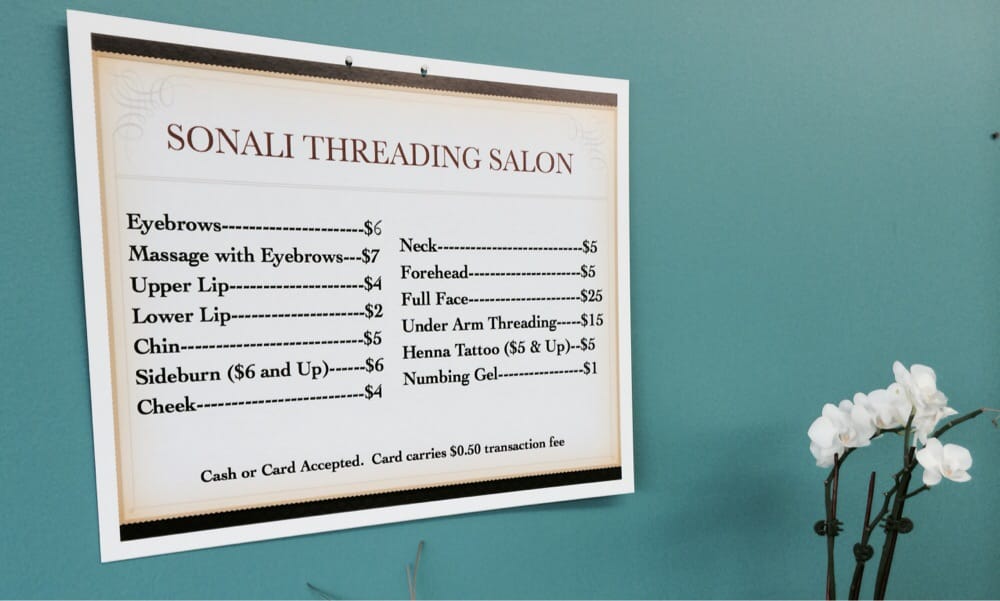 SONALI THREADING SALON
Eyebrows---------------------$6
Massage with Eyebrows---$7
Upper Lip--------------------$4
Lower Lip--------------------$2
Chin---------------------------$5
Sideburn ($6 and Up)------$6
Cheek-------------------------$4
Neck----------------------------$5
Forehead---------------------$5
Full Face---------------------$25
Under Arm Threading-----$15
Henna Tattoo ($5 & Up)--$5
Numbing Gel----------------$1
Cash or Card Accepted. Card carries $0.50 transaction fee